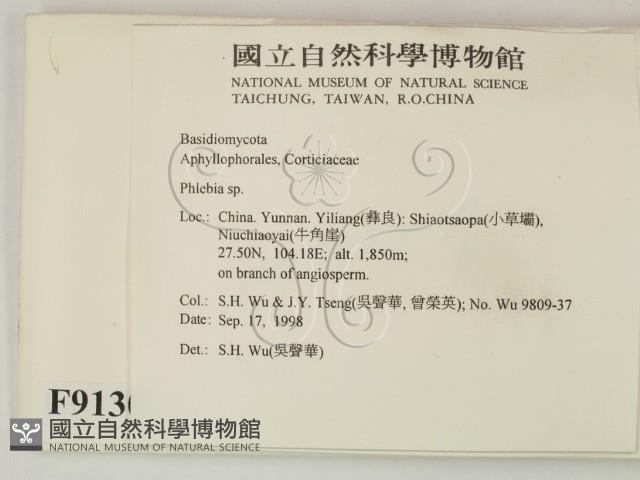 國立自然科學博物館
NATIONAL MUSEUM OF NATURAL SCIENCE
TAICHUNG, TAIWAN, R.O.CHINA
Basidiomycota
Aphyllophorales, Corticiaceae
Phlebia sp.
Loc.: China. Yunnan. Yiliang(彝良): Shiaotsaopa(小草壩),
Niuchiaoyai(牛角崖)
27.50N, 104.18E; alt. 1,850m;
on branch of angiosperm.
Col.: S.H. Wu & J.Y. Tseng(吳聲華, 曾榮英); No. Wu 9809-37
Date: Sep. 17, 1998
Det.: S.H. Wu(吳聲華)
F913
國立自然科學博物館
NATIONAL MUSEUM OF NATURAL SCIENCE